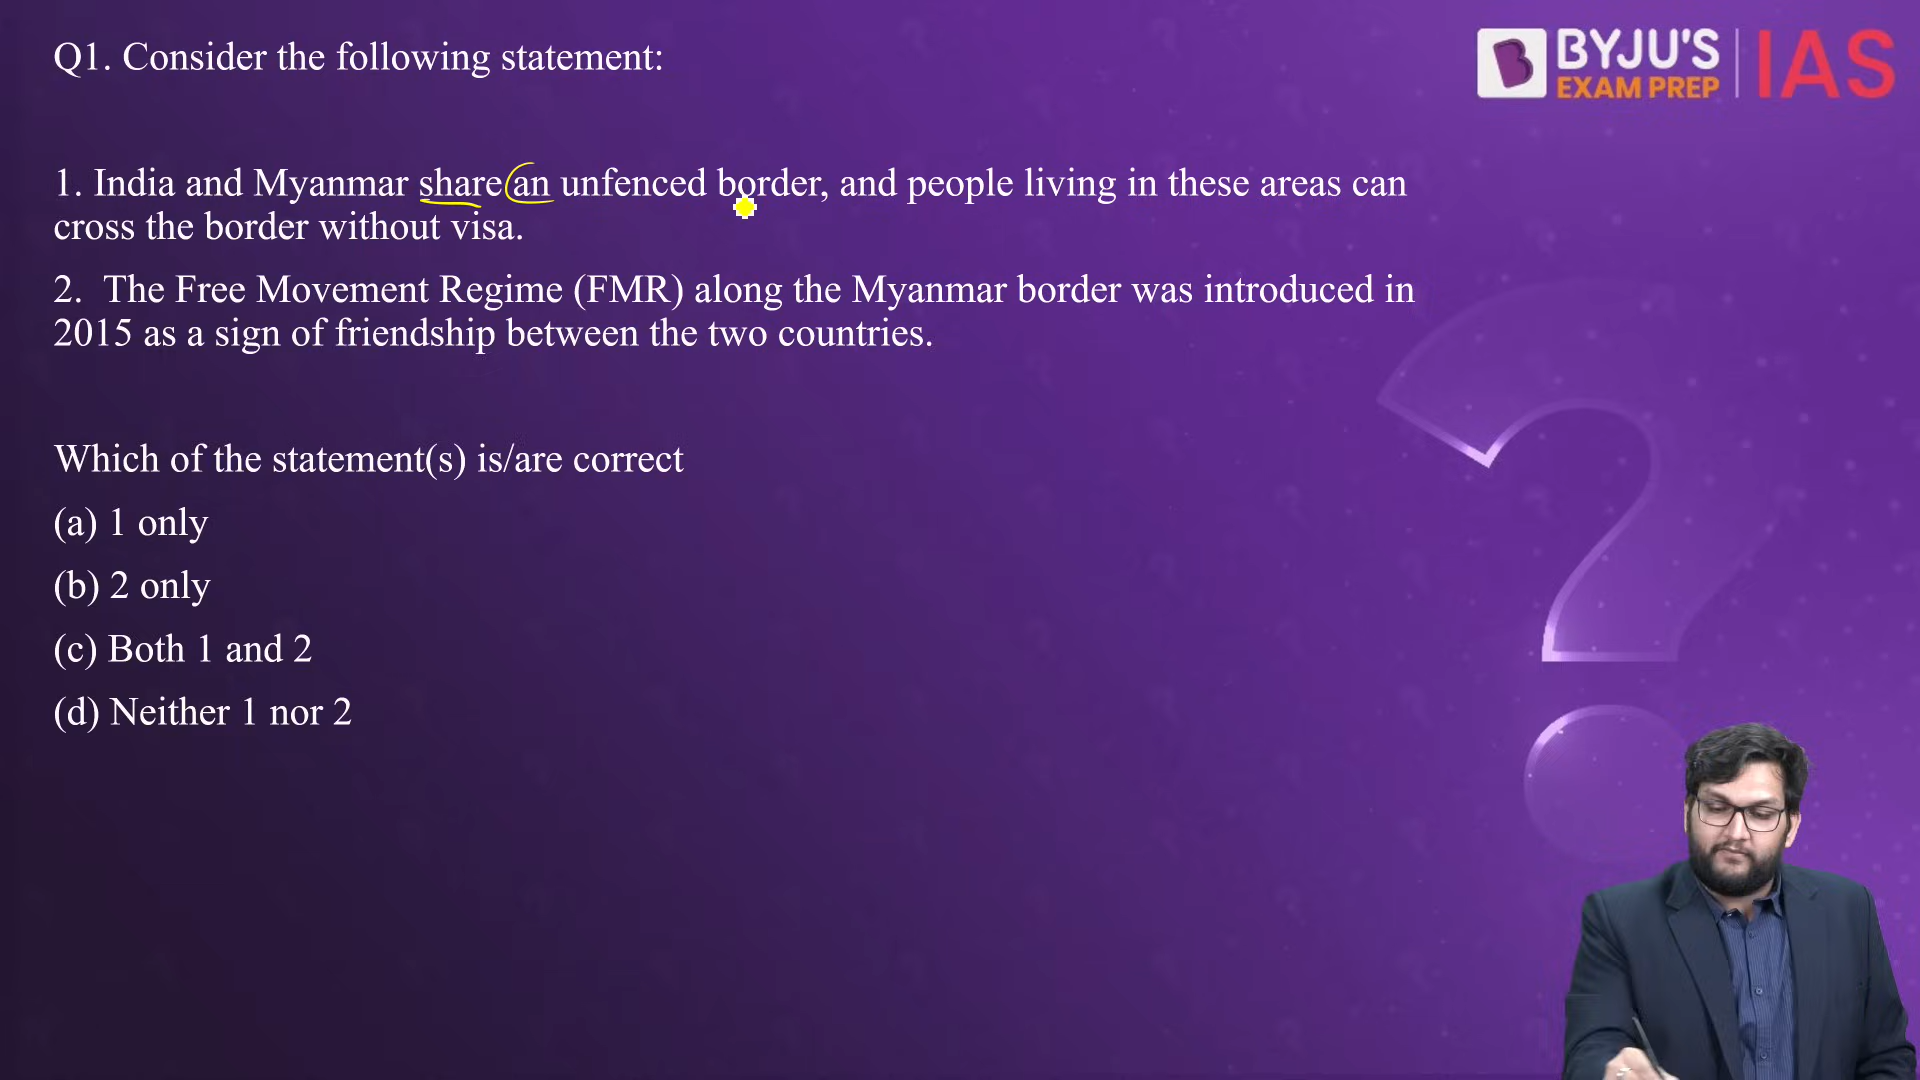 Q1. Consider the following statement:
BYJU'S
EXAM PREP
IAS
1. India and Myanmar share an unfenced border, and people living in these areas can
cross the border without visa.
2. The Free Movement Regime (FMR) along the Myanmar border was introduced in
2015 as a sign of friendship between the two countries.
Which of the statement(s) is/are correct
(a) 1 only
(b) 2 only
(c) Both 1 and 2
(d) Neither 1 nor 2